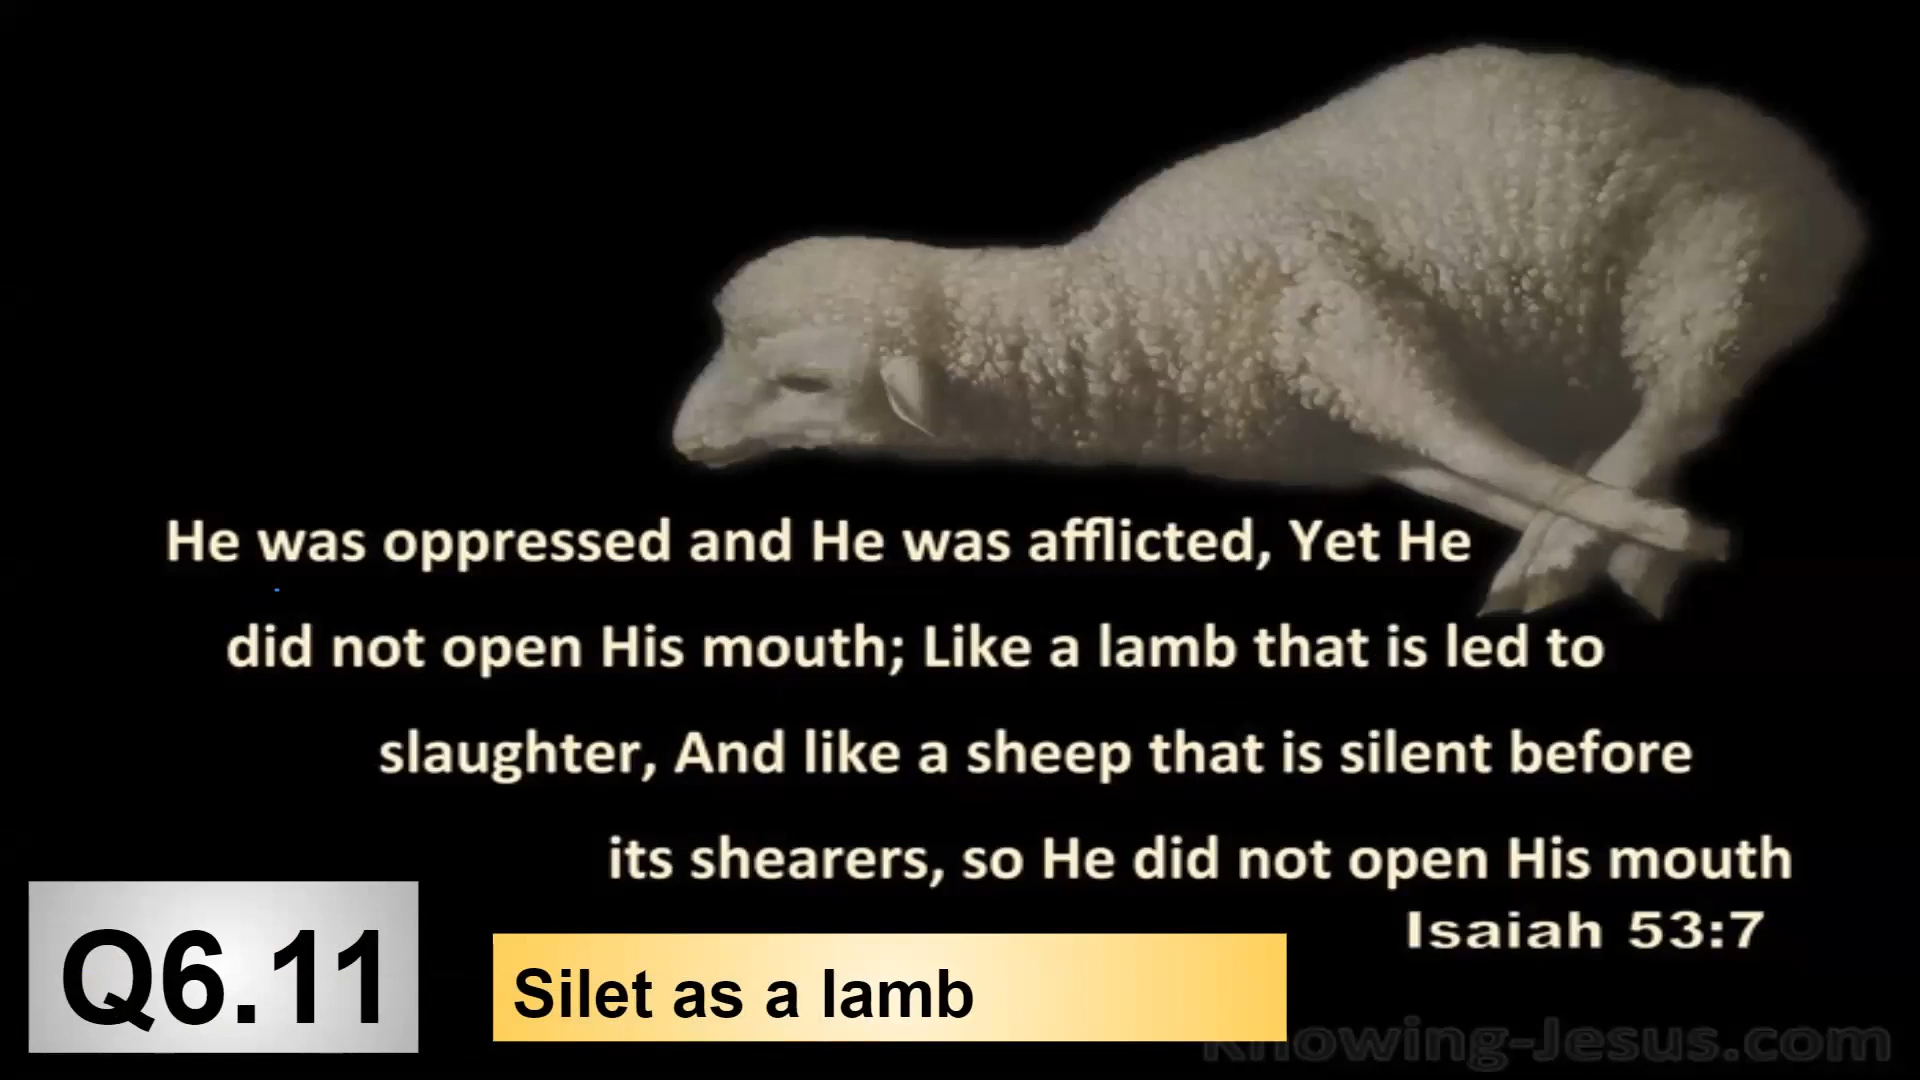 He was oppressed and He was afflicted, Yet He
did not open His mouth; Like a lamb that is led to
slaughter, And like a sheep that is silent before
its shearers, so He did not open His mouth
Isaiah 53:7
Q6.11
Silet as a lamb
Knowing-Jesus.com